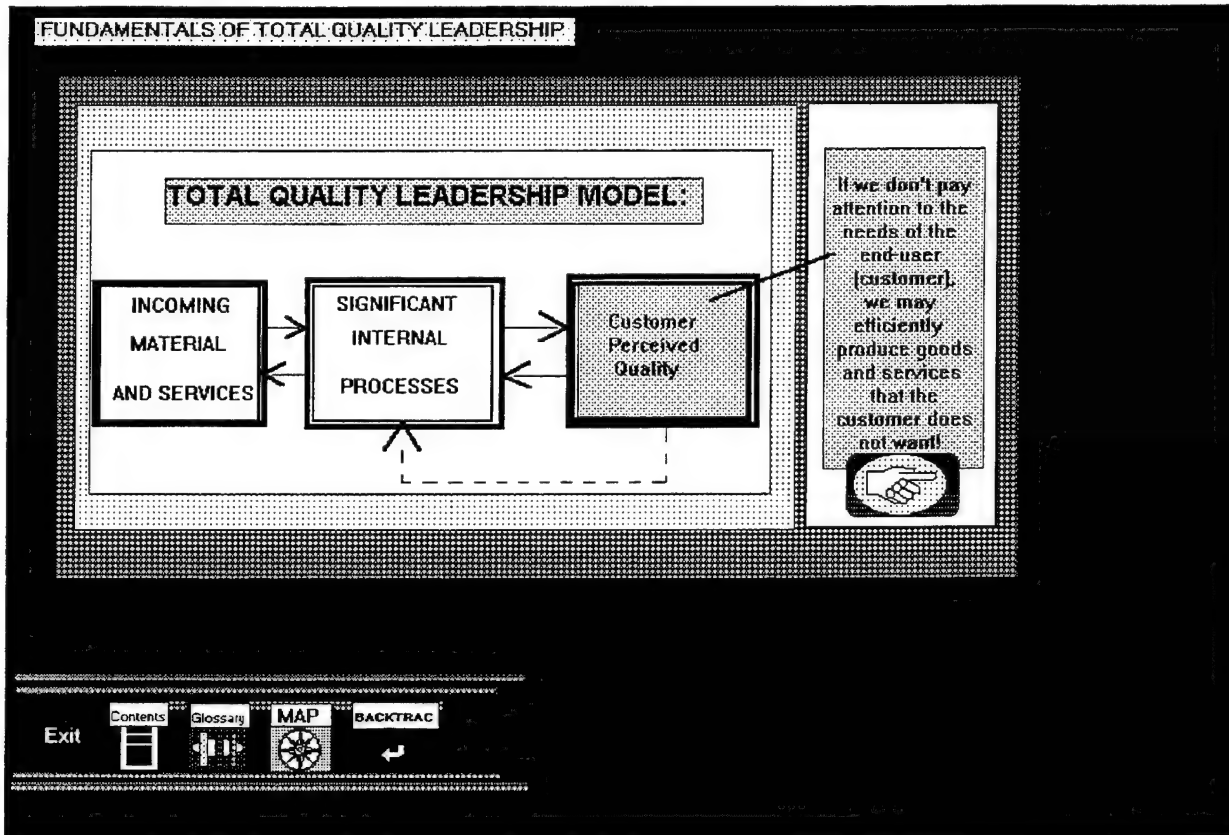 FUNDAMENTALS OF TOTAL QUALITY LEADERSHIP
TOTAL QUALITY LEADERSHIP MODEL:
INCOMING
MATERIAL
AND SERVICES
SIGNIFICANT
INTERNAL
PROCESSES
Customer
Perceived
Quality
If we don't pay
attention to the
needs of the
end-user
[customer],
we may
efficiently
produce goods
and services
that the
customer does
not want!
Exit
Contents
Glossary
MAP
BACKTRAC